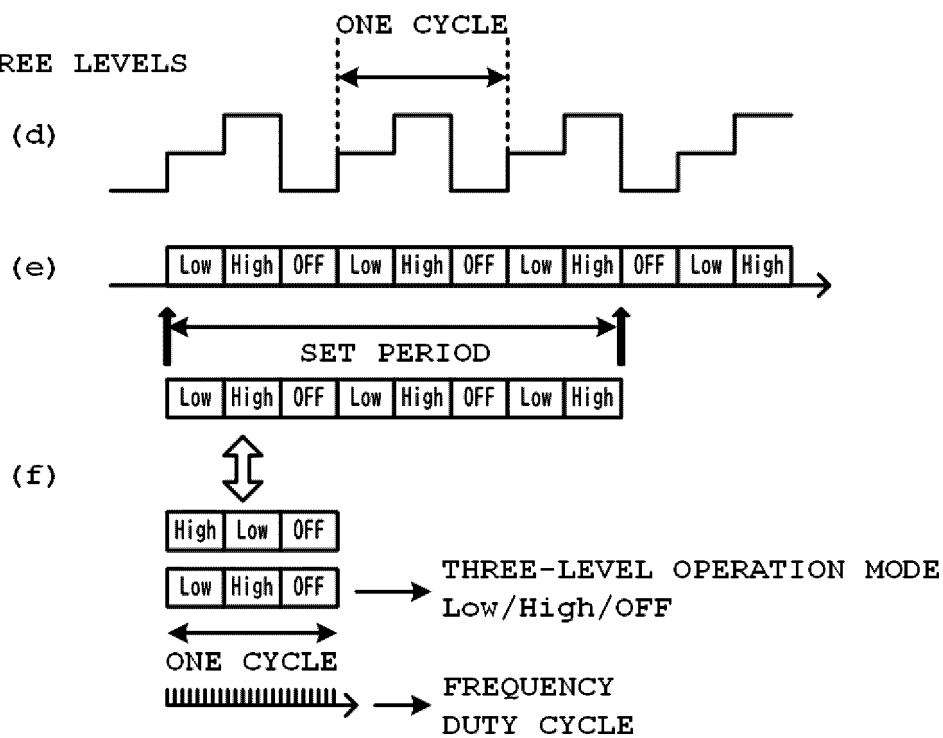 ONE CYCLE
REE LEVELS
(d)
(e)
Low High OFF Low High OFF Low High OFF Low High
SET PERIOD
Low High OFF Low High OFF Low High
(f)
High Low OFF
Low High OFF
THREE-LEVEL OPERATION MODE
Low/High/OFF
ONE CYCLE
FREQUENCY
DUTY CYCLE